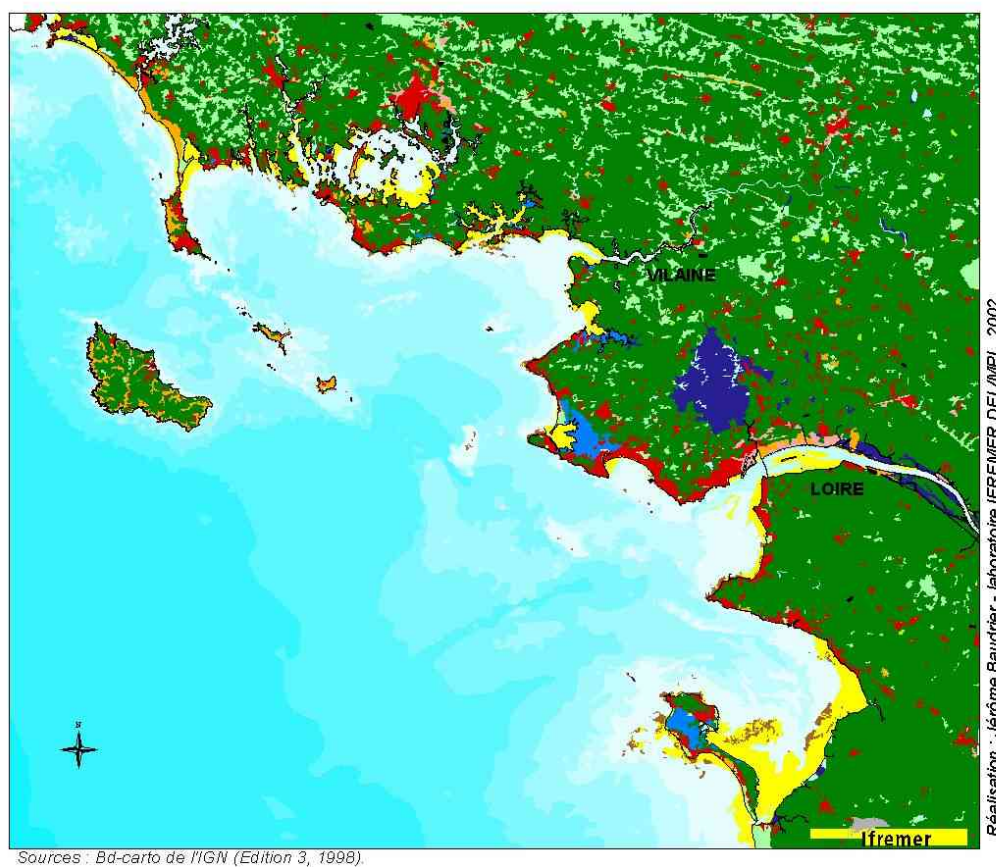 N
VILAINE
LOIRE
Ifremer
Réalisation : Jérôme Baudrier - laboratoire IFREMER DEL/MPL, 2002
Sources : Bd-carto de l'IGN (Edition 3, 1998).